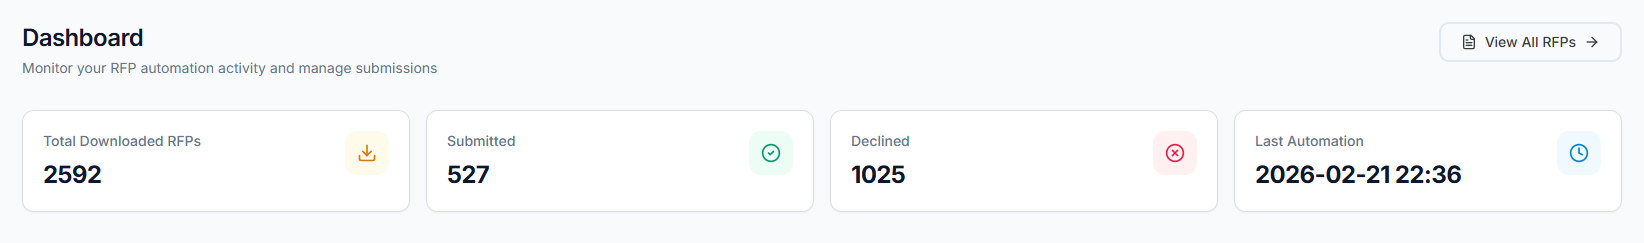 Dashboard
Monitor your RFP automation activity and manage submissions
View All RFPs
Total Downloaded RFPs
2592
Submitted
527
Declined
1025
Last Automation
2026-02-21 22:36